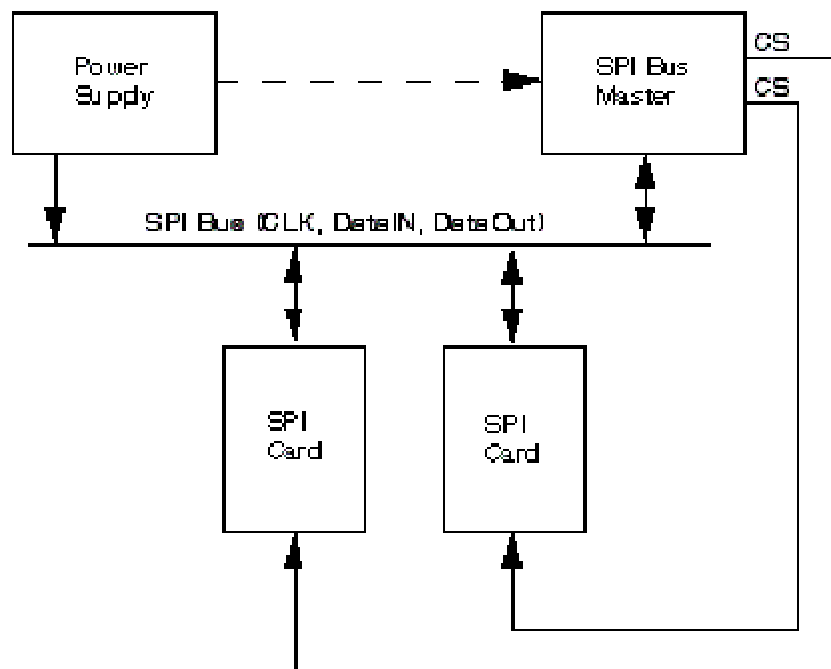 Power
Supply
SPI Bus
Master
CS
CS
SPI Bus (CLK, DataIN, DataOut)
SPI
Card
SPI
Card